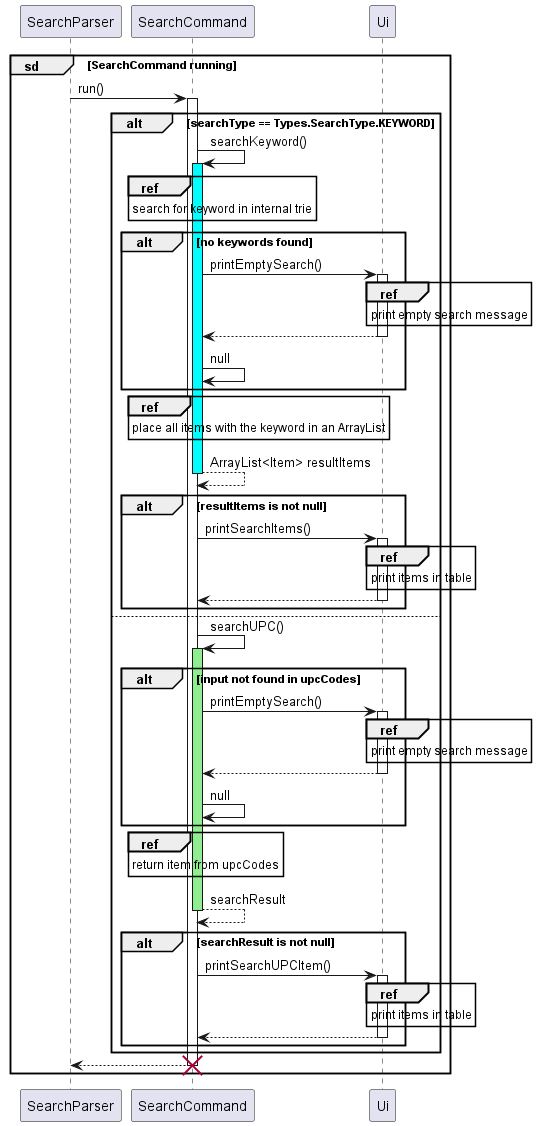 SearchParser SearchCommand Ui
sd [SearchCommand running]
run()
alt [searchType == Types.SearchType.KEYWORD]
searchKeyword()
ref
search for keyword in internal trie
alt [no keywords found]
printEmptySearch()
ref
print empty search message
null
ref
place all items with the keyword in an ArrayList
ArrayList<Item> resultItems
alt [resultItems is not null]
printSearchItems()
ref
print items in table
searchUPC()
alt [input not found in upcCodes]
printEmptySearch()
ref
print empty search message
null
ref
return item from upcCodes
searchResult
alt [searchResult is not null]
printSearchUPCItem()
ref
print items in table
SearchParser SearchCommand Ui